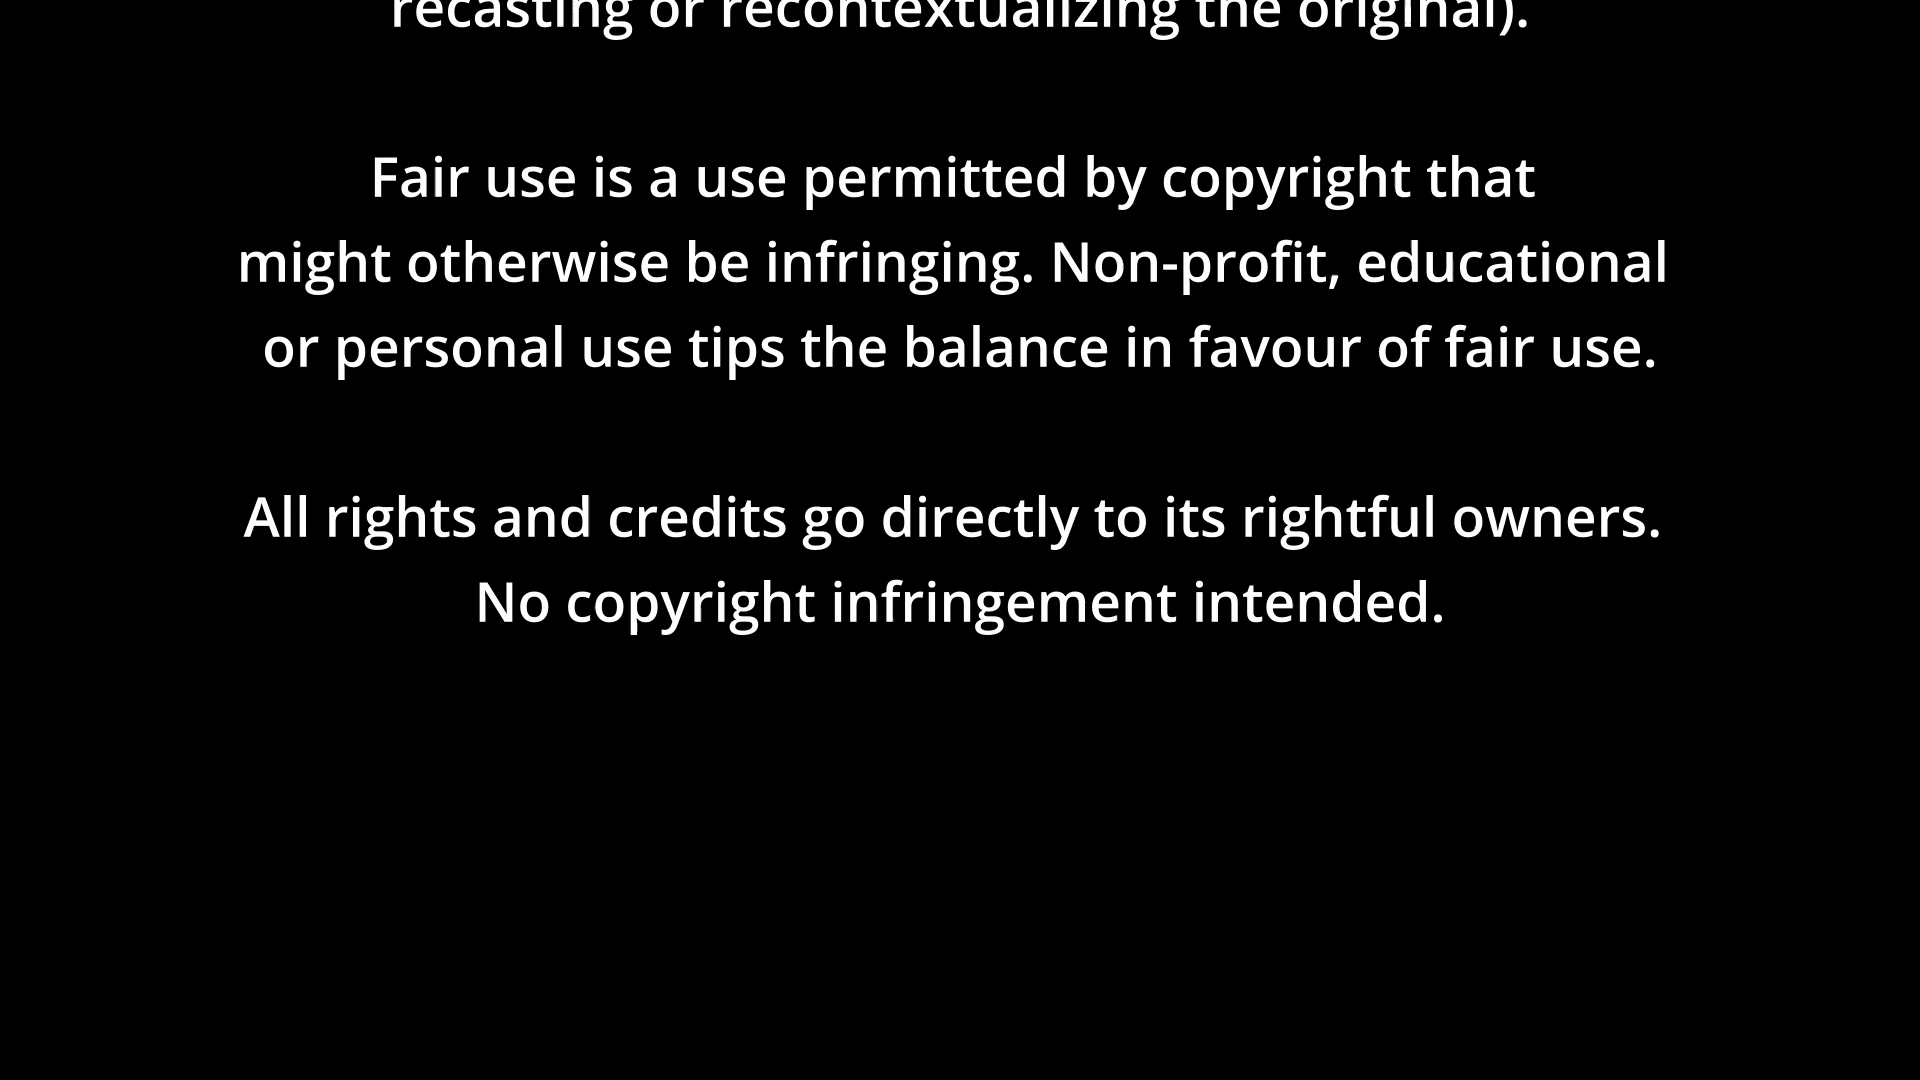 recasting or recontextualizing the original).
Fair use is a use permitted by copyright that
might otherwise be infringing. Non-profit, educational
or personal use tips the balance in favour of fair use.
All rights and credits go directly to its rightful owners.
No copyright infringement intended.